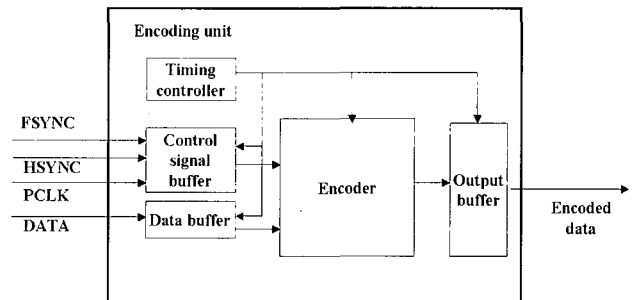 Encoding unit
Timing
controller
FSYNC
HSYNC
PCLK
DATA
Control
signal
buffer
Data buffer
Encoder
Output
buffer
Encoded
data